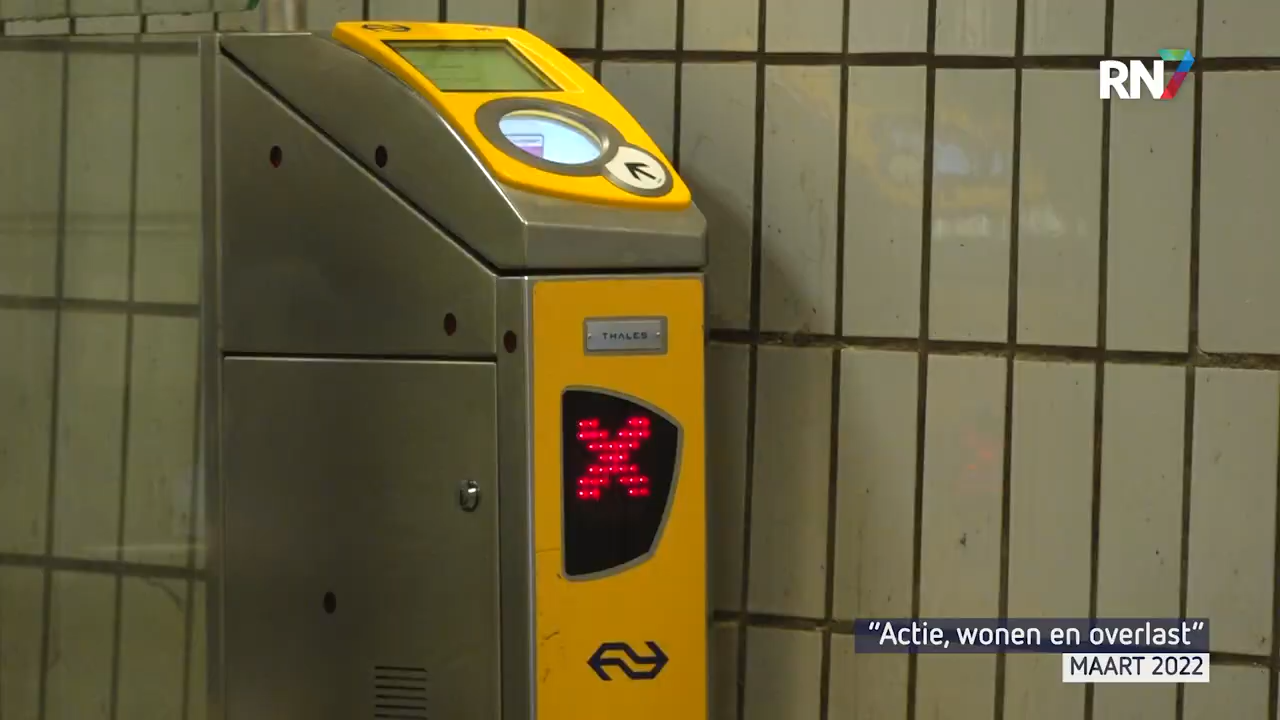 RN7
THALES
“Actie, wonen en overlast”
MAART 2022